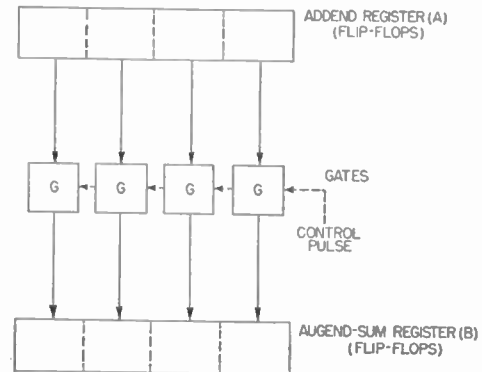 ADDEND REGISTER (A)
(FLIP-FLOPS)
G G G G
GATES
CONTROL
PULSE
AUGEND-SUM REGISTER (B)
(FLIP-FLOPS)